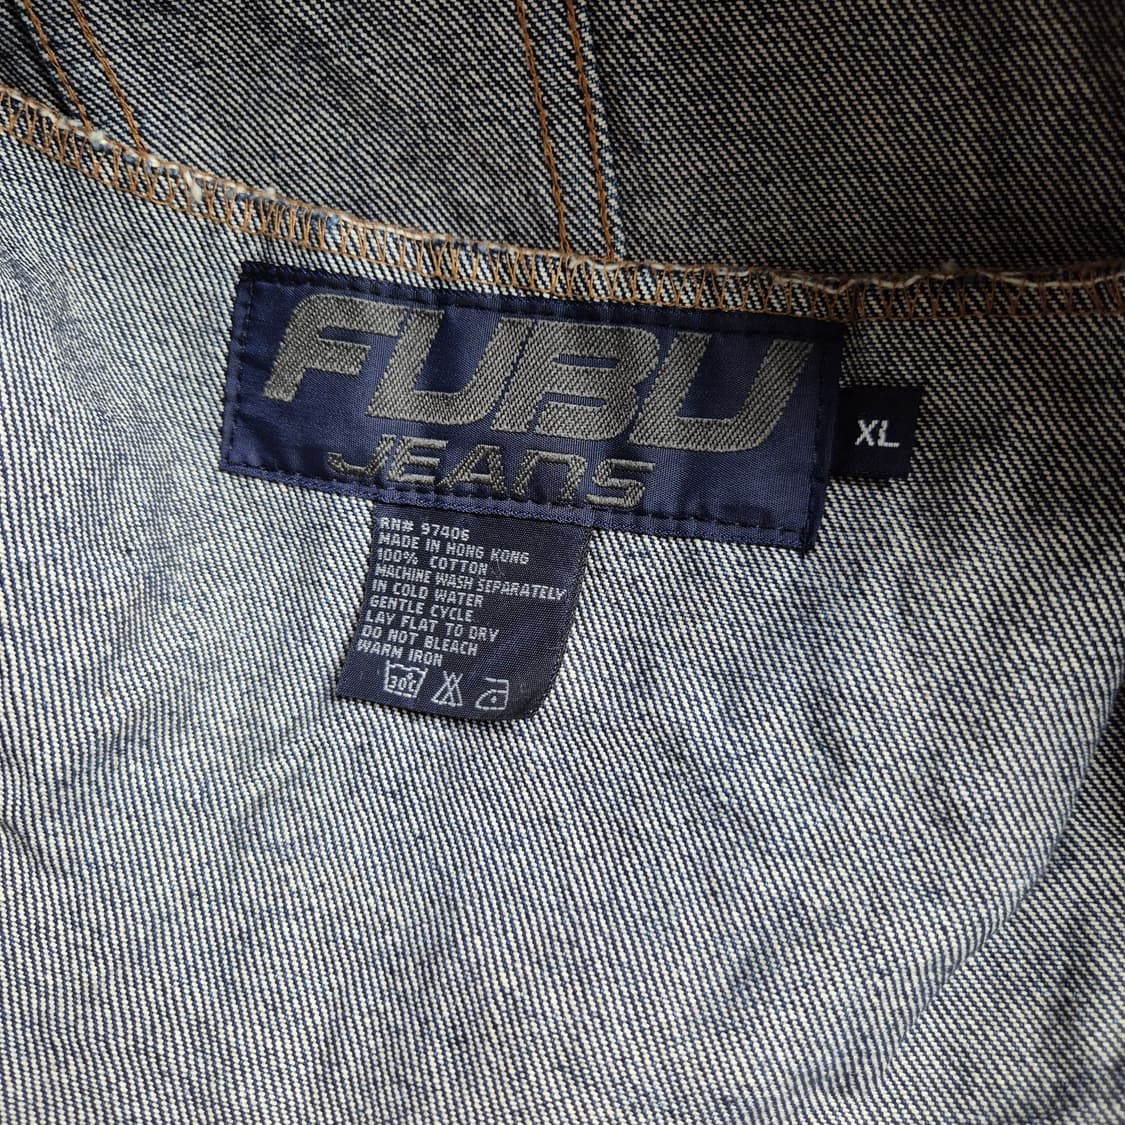 FUBU
JEANS
XL
RN# 97406
MADE IN HONG KONG
100% COTTON
MACHINE WASH SEPARATELY
IN COLD WATER
GENTLE CYCLE
LAY FLAT TO DRY
DO NOT BLEACH
WARM IRON
30C